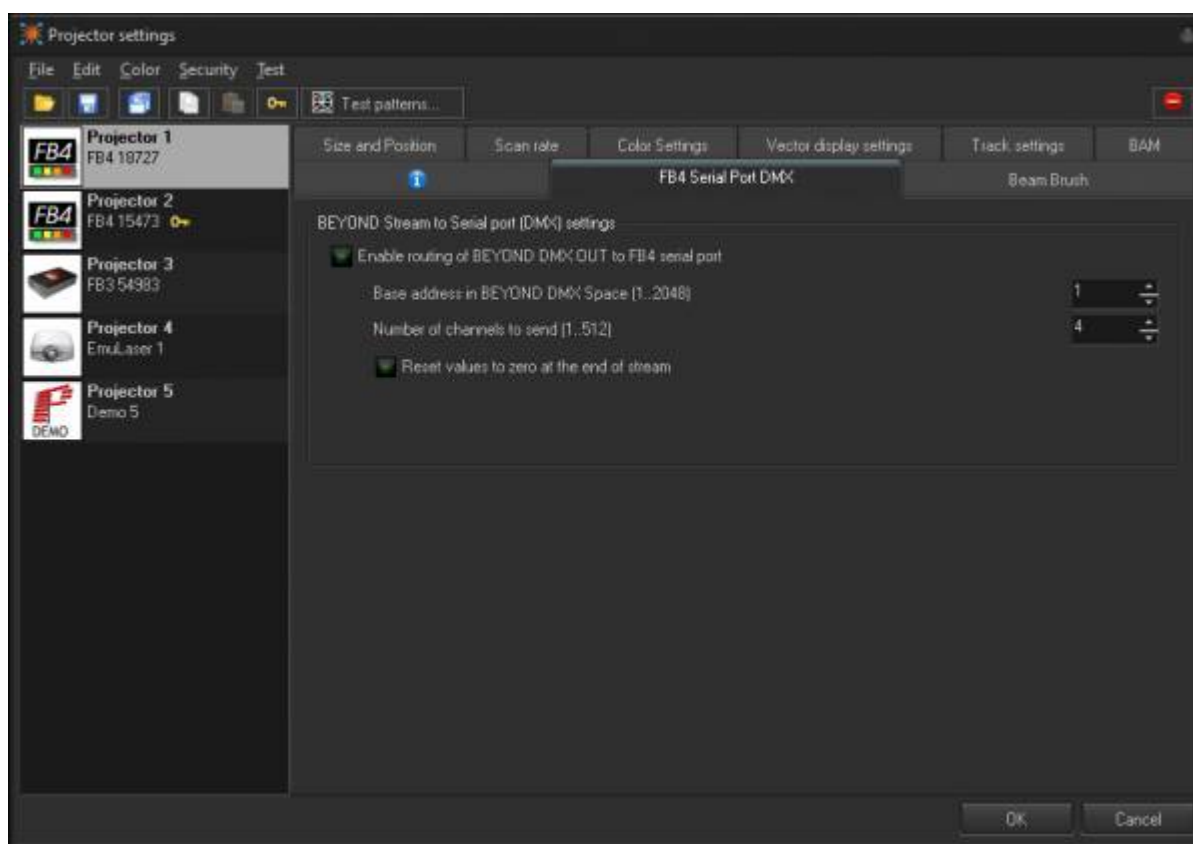 Projector settings
File Edit Color Security Test
Test patterns...
FB4 Projector 1
FB4 18727
FB4 Projector 2
FB4 15473
Projector 3
FB3 54983
Projector 4
EmuLaser 1
Projector 5
Demo 5
DEMO
Size and Position Scan rate Color Settings Vector display settings Track settings BAM
FB4 Serial Port DMX Beam Brush
BEYOND Stream to Serial port (DMX) settings
Enable routing of BEYOND DMX OUT to FB4 serial port
Base address in BEYOND DMX Space (1..2048) 1
Number of channels to send (1..512) 4
Reset values to zero at the end of stream
OK Cancel